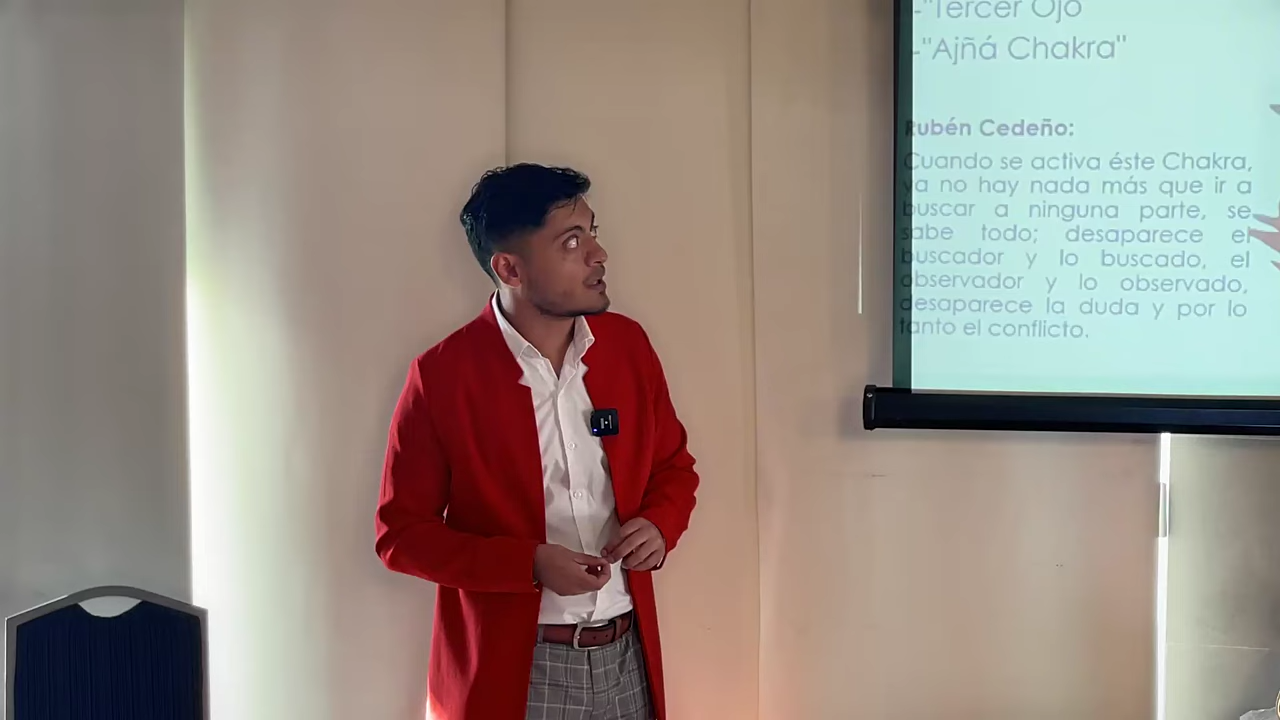 -"Tercer Ojo
-"Ajñá Chakra"
Rubén Cedeño:
Cuando se activa éste Chakra,
ya no hay nada más que ir a
buscar a ninguna parte, se
sabe todo; desaparece el
buscador y lo buscado, el
observador y lo observado,
desaparece la duda y por lo
tanto el conflicto.